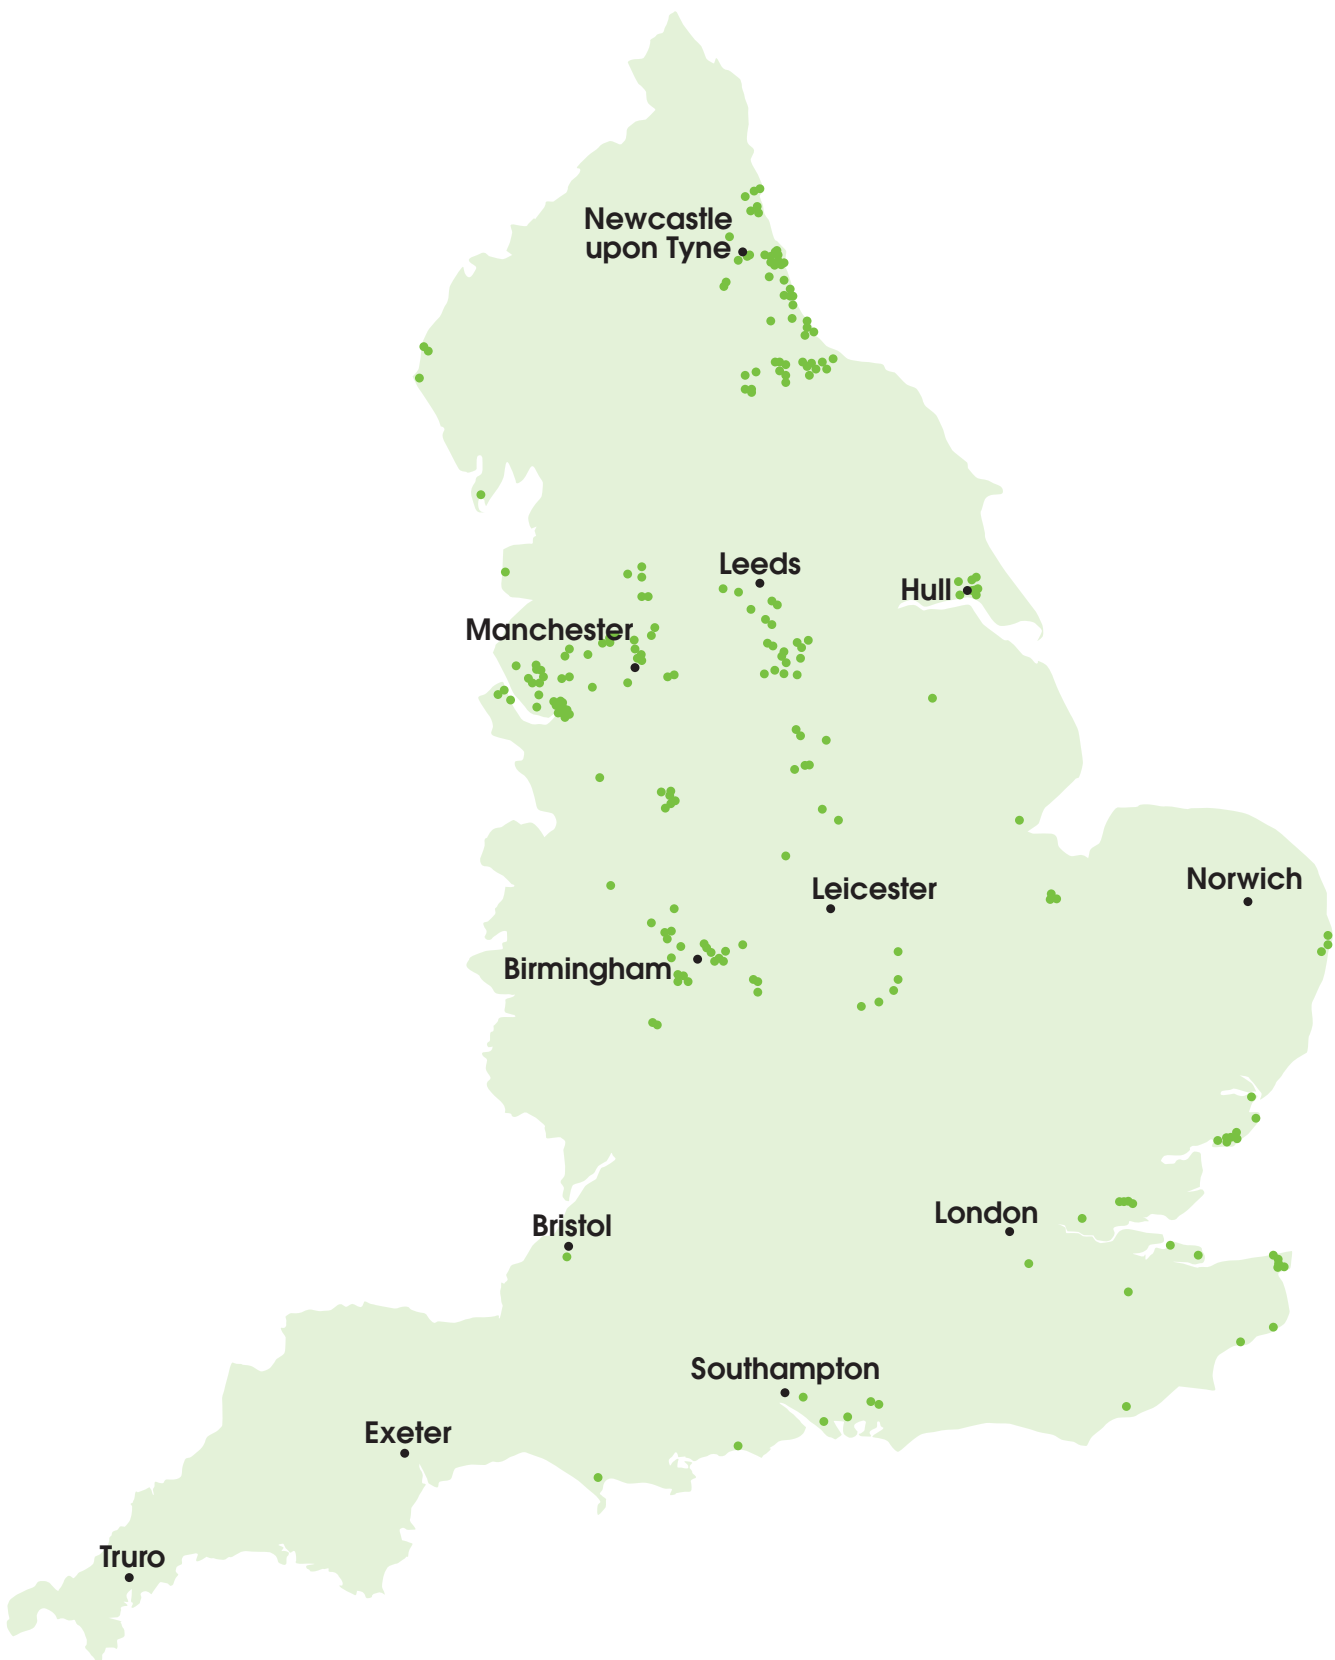 Newcastle
upon Tyne
Leeds
Hull
Manchester
Leicester
Norwich
Birmingham
London
Bristol
Southampton
Exeter
Truro